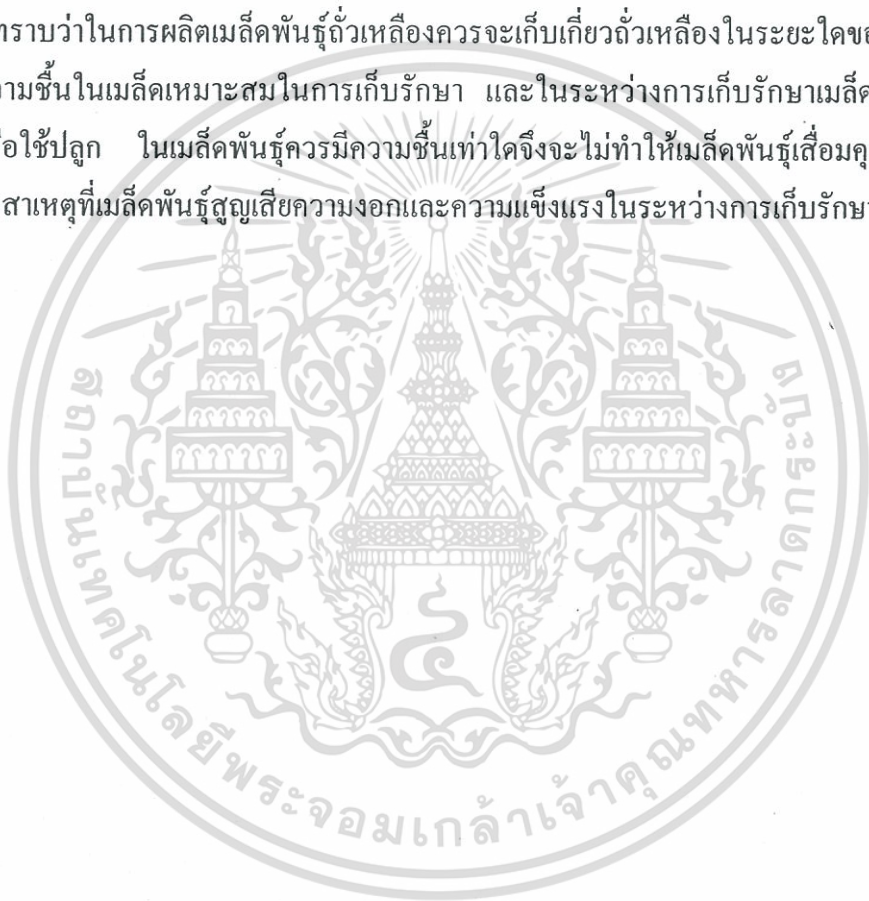 ทราบว่าในการผลิตเมล็ดพันธุ์ถั่วเหลืองควรจะเก็บเกี่ยวถั่วเหลืองในระยะใดขอ
ามชื้นในเมล็ดเหมาะสมในการเก็บรักษา และในระหว่างการเก็บรักษาเมล็ด
อใช้ปลูก ในเมล็ดพันธุ์ควรมีความชื้นเท่าใดจึงจะไม่ทำให้เมล็ดพันธุ์เสื่อมคุ
สาเหตุที่เมล็ดพันธุ์สูญเสียความงอกและความแข็งแรงในระหว่างการเก็บรักษ
สถาบันเทคโนโลยีพระจอมเกล้าเจ้าคุณทหารลาดกระบัง